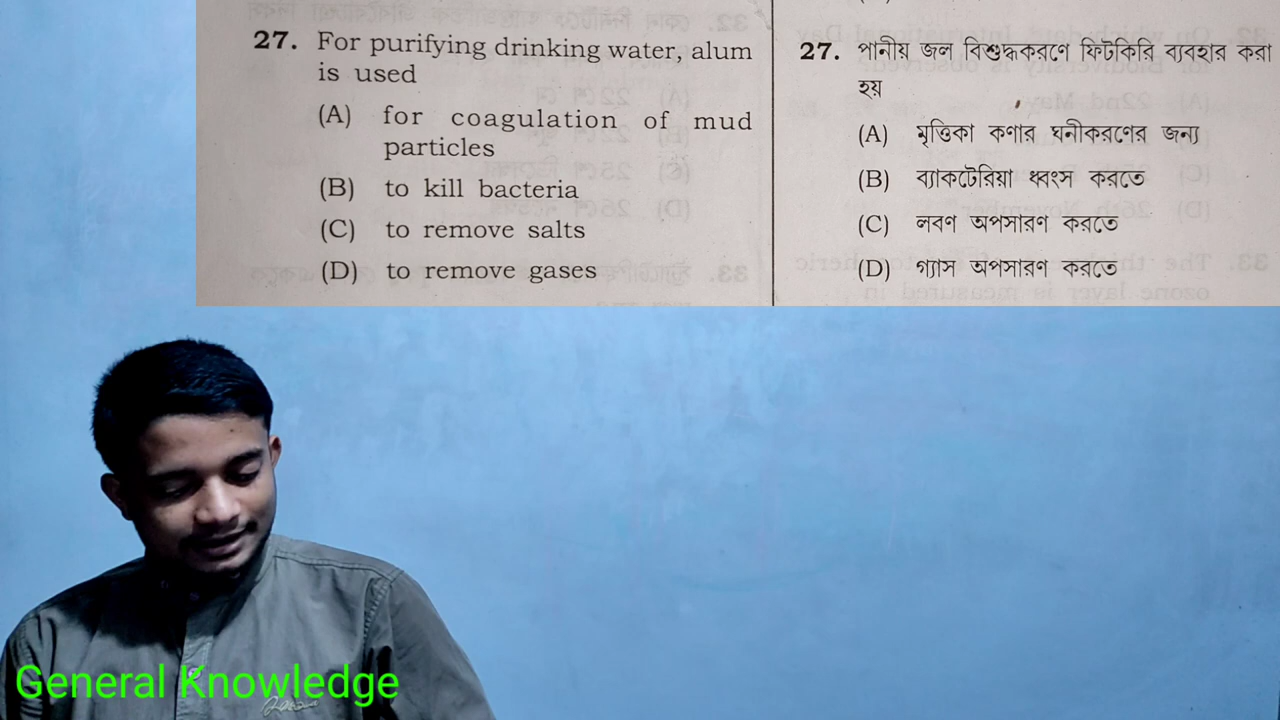 27. For purifying drinking water, alum
is used
(A) for coagulation of mud
particles
(B) to kill bacteria
(C) to remove salts
(D) to remove gases
27. পানীয় জল বিশুদ্ধকরণে ফিটকিরি ব্যবহার করা
হয়
(A) মৃত্তিকা কণার ঘনীকরণের জন্য
(B) ব্যাকটেরিয়া ধ্বংস করতে
(C) লবণ অপসারণ করতে
(D) গ্যাস অপসারণ করতে
General Knowledge